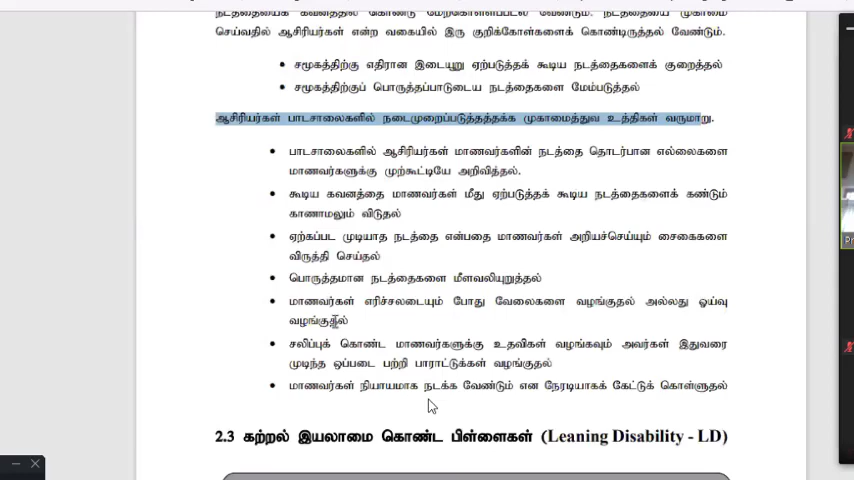 நடத்தையைக் கவனத்தில் கொண்டு மேற்கொள்ளப்படல் வேண்டும். நடத்தையை முகாமை
செய்வதில் ஆசிரியர்கள் என்ற வகையில் இரு குறிக்கோள்களைக் கொண்டிருத்தல் வேண்டும்.
• சமூகத்திற்கு எதிரான இடையூறு ஏற்படுத்தக் கூடிய நடத்தைகளைக் குறைத்தல்
• சமூகத்திற்குப் பொருத்தப்பாடுடைய நடத்தைகளை மேம்படுத்தல்
ஆசிரியர்கள் பாடசாலைகளில் நடைமுறைப்படுத்தத்தக்க முகாமைத்துவ உத்திகள் வருமாறு.
• பாடசாலைகளில் ஆசிரியர்கள் மாணவர்களின் நடத்தை தொடர்பான எல்லைகளை
மாணவர்களுக்கு முற்கூட்டியே அறிவித்தல்.
• கூடிய கவனத்தை மாணவர்கள் மீது ஏற்படுத்தக் கூடிய நடத்தைகளைக் கண்டும்
காணாமலும் விடுதல்
• ஏற்கப்பட முடியாத நடத்தை என்பதை மாணவர்கள் அறியச்செய்யும் சைகைகளை
விருத்தி செய்தல்
• பொருத்தமான நடத்தைகளை மீளவலியுறுத்தல்
• மாணவர்கள் எரிச்சலடையும் போது வேலைகளை வழங்குதல் அல்லது ஓய்வு
வழங்குதல்
• சலிப்புக் கொண்ட மாணவர்களுக்கு உதவிகள் வழங்கவும் அவர்கள் இதுவரை
முடிந்த ஒப்படை பற்றி பாராட்டுக்கள் வழங்குதல்
• மாணவர்கள் நியாயமாக நடக்க வேண்டும் என நேரடியாகக் கேட்டுக் கொள்ளுதல்
2.3 கற்றல் இயலாமை கொண்ட பிள்ளைகள் (Leaning Disability - LD)